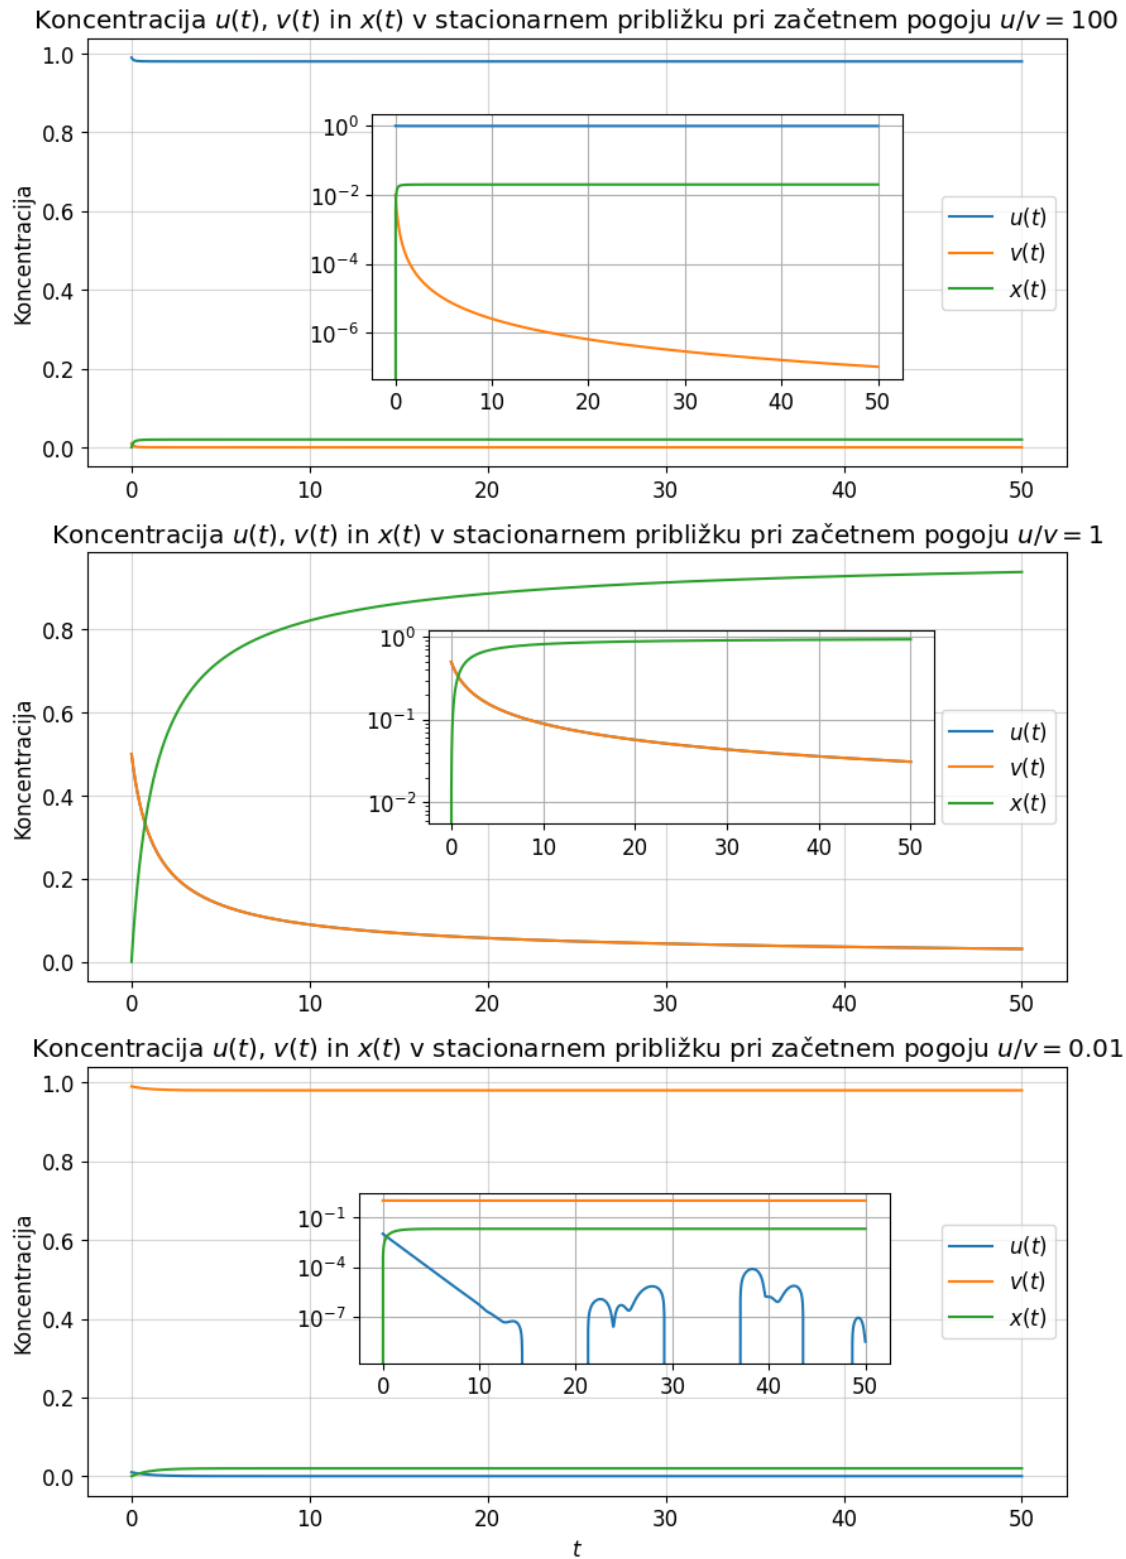 Koncentracija u(t), v(t) in x(t) v stacionarnem približku pri začetnem pogoju u/v = 100
Koncentracija
1.0
0.8
0.6
0.4
0.2
0.0
10^0
10^-2
10^-4
10^-6
0 10 20 30 40 50
u(t)
v(t)
x(t)
0 10 20 30 40 50
Koncentracija u(t), v(t) in x(t) v stacionarnem približku pri začetnem pogoju u/v = 1
Koncentracija
0.8
0.6
0.4
0.2
0.0
10^0
10^-1
10^-2
0 10 20 30 40 50
u(t)
v(t)
x(t)
0 10 20 30 40 50
Koncentracija u(t), v(t) in x(t) v stacionarnem približku pri začetnem pogoju u/v = 0.01
Koncentracija
1.0
0.8
0.6
0.4
0.2
0.0
10^-1
10^-4
10^-7
0 10 20 30 40 50
u(t)
v(t)
x(t)
0 10 20 30 40 50
t